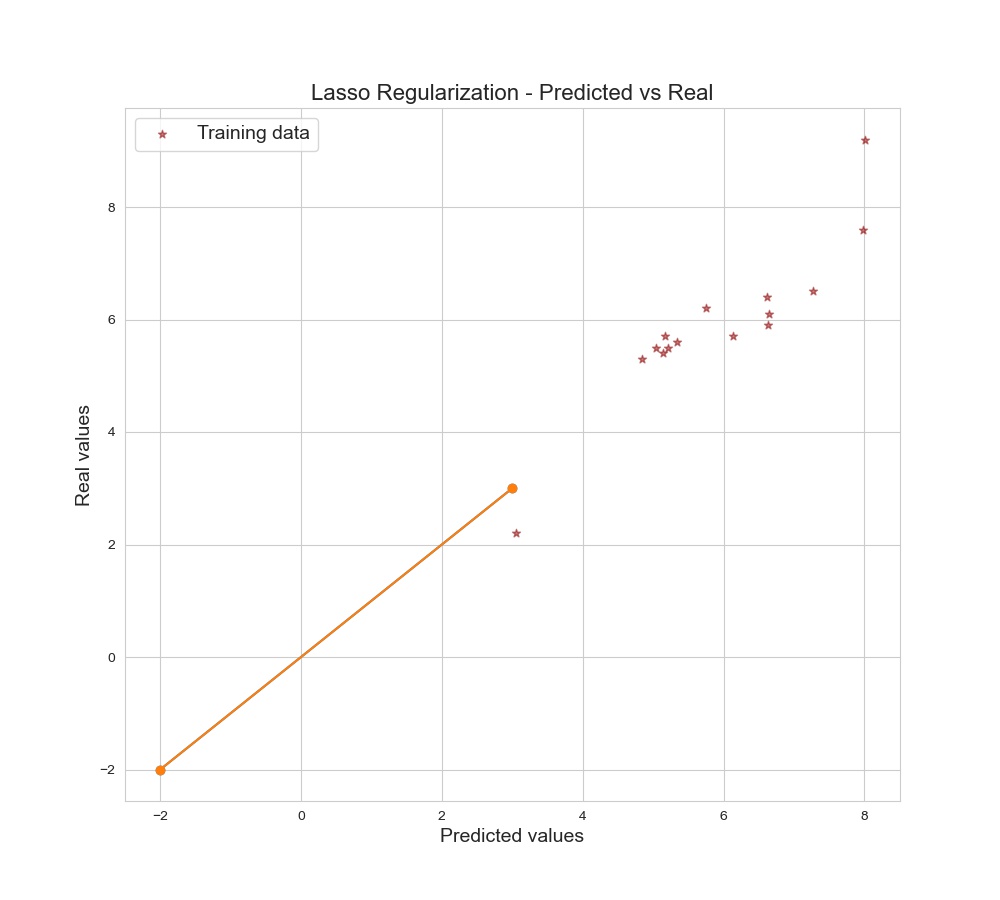 Lasso Regularization - Predicted vs Real
Training data
8
6
4
2
0
−2
Real values
−2 0 2 4 6 8
Predicted values